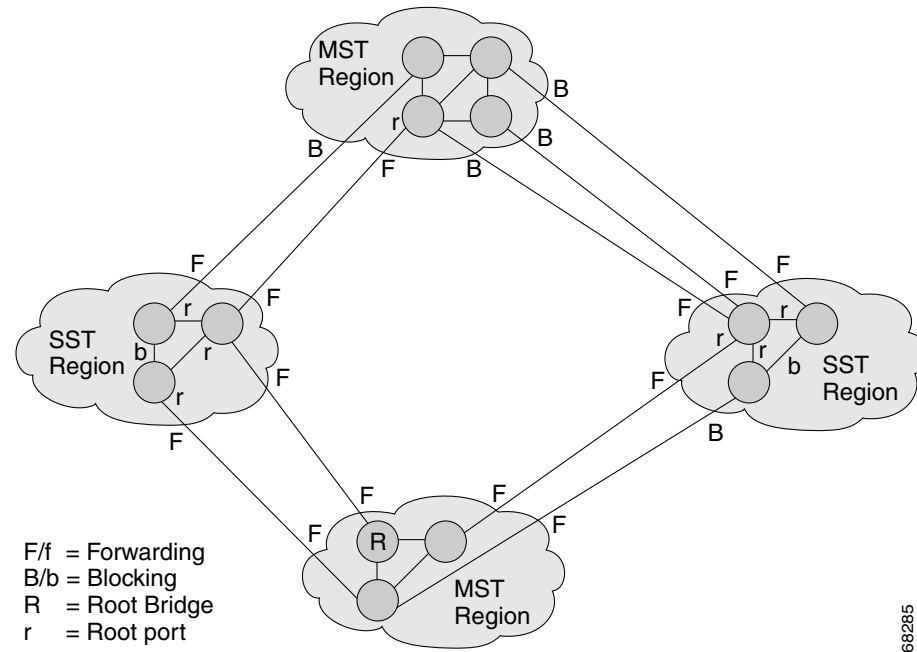 MST
Region
B
r
B
B
F
B
F
F
F
F
F
r
r
r
SST
Region
b
r
r
F
r
b
SST
Region
F
F
B
F
F
F
F
R
MST
Region
F/f = Forwarding
B/b = Blocking
R = Root Bridge
r = Root port
68285